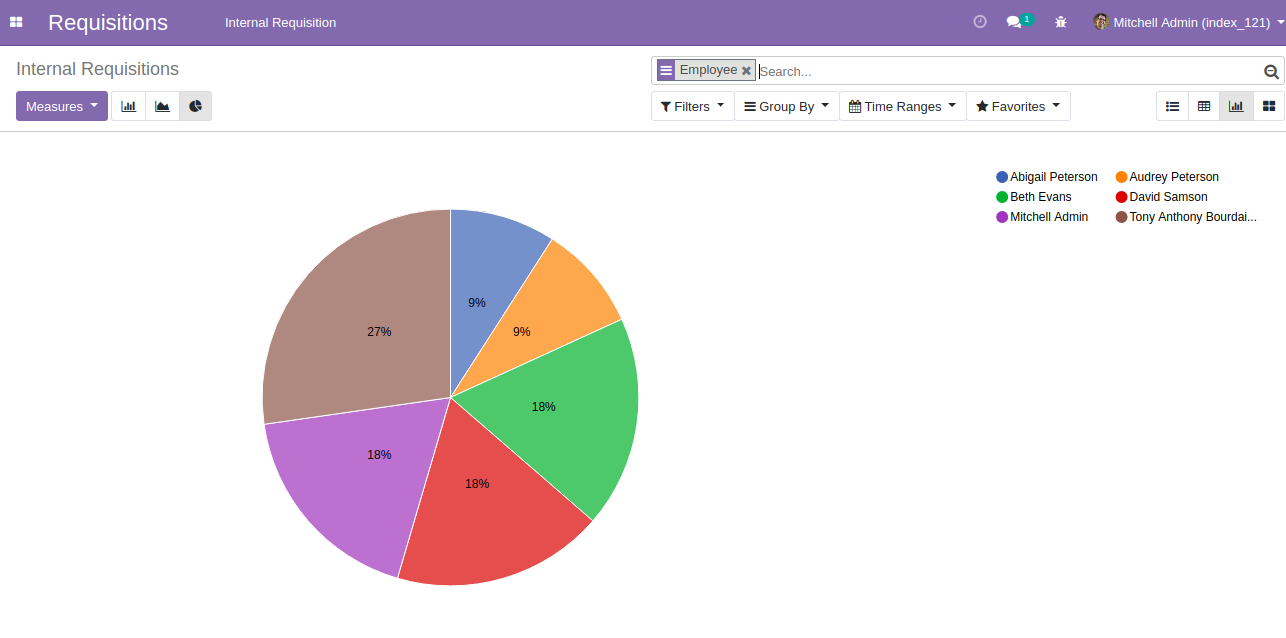 Requisitions
Internal Requisition
1
Mitchell Admin (index_121)
Internal Requisitions
Employee
Search...
Measures
Filters
Group By
Time Ranges
Favorites
Abigail Peterson
Audrey Peterson
Beth Evans
David Samson
Mitchell Admin
Tony Anthony Bourdai...
9%
27%
9%
18%
18%
18%